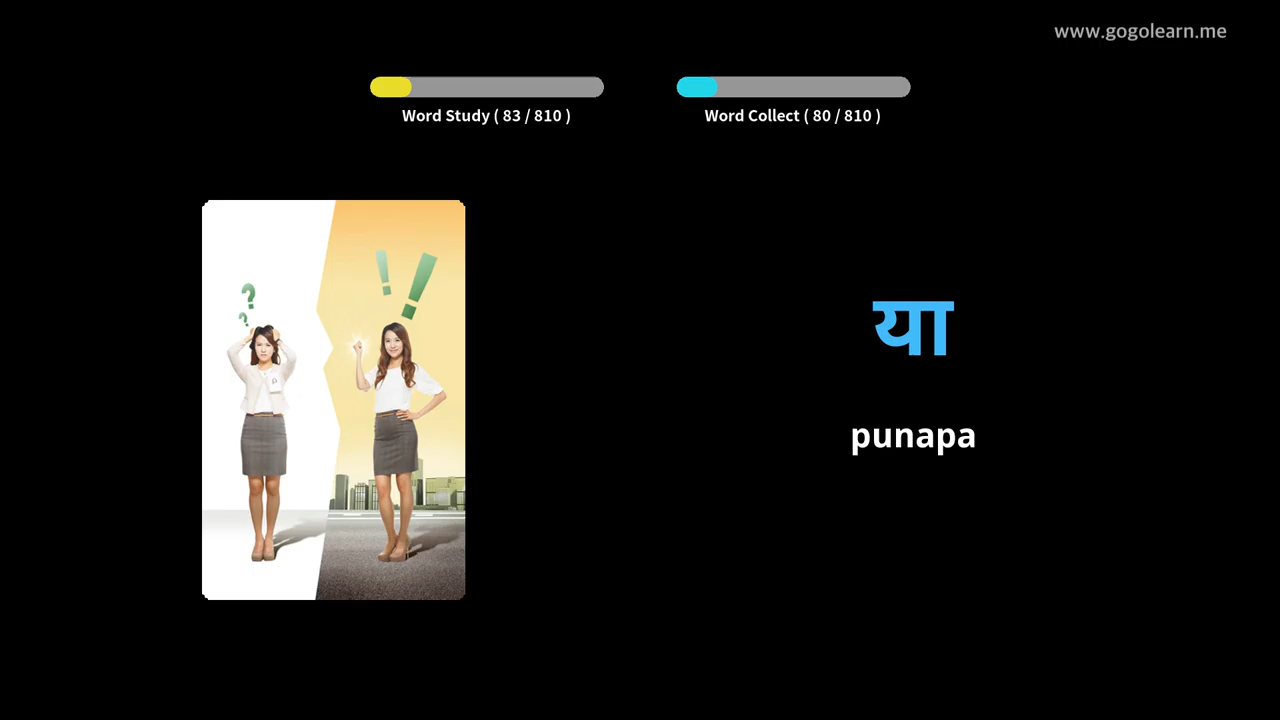 www.gogolearn.me
Word Study ( 83 / 810 )
Word Collect ( 80 / 810 )
? !!
?
या
punapa